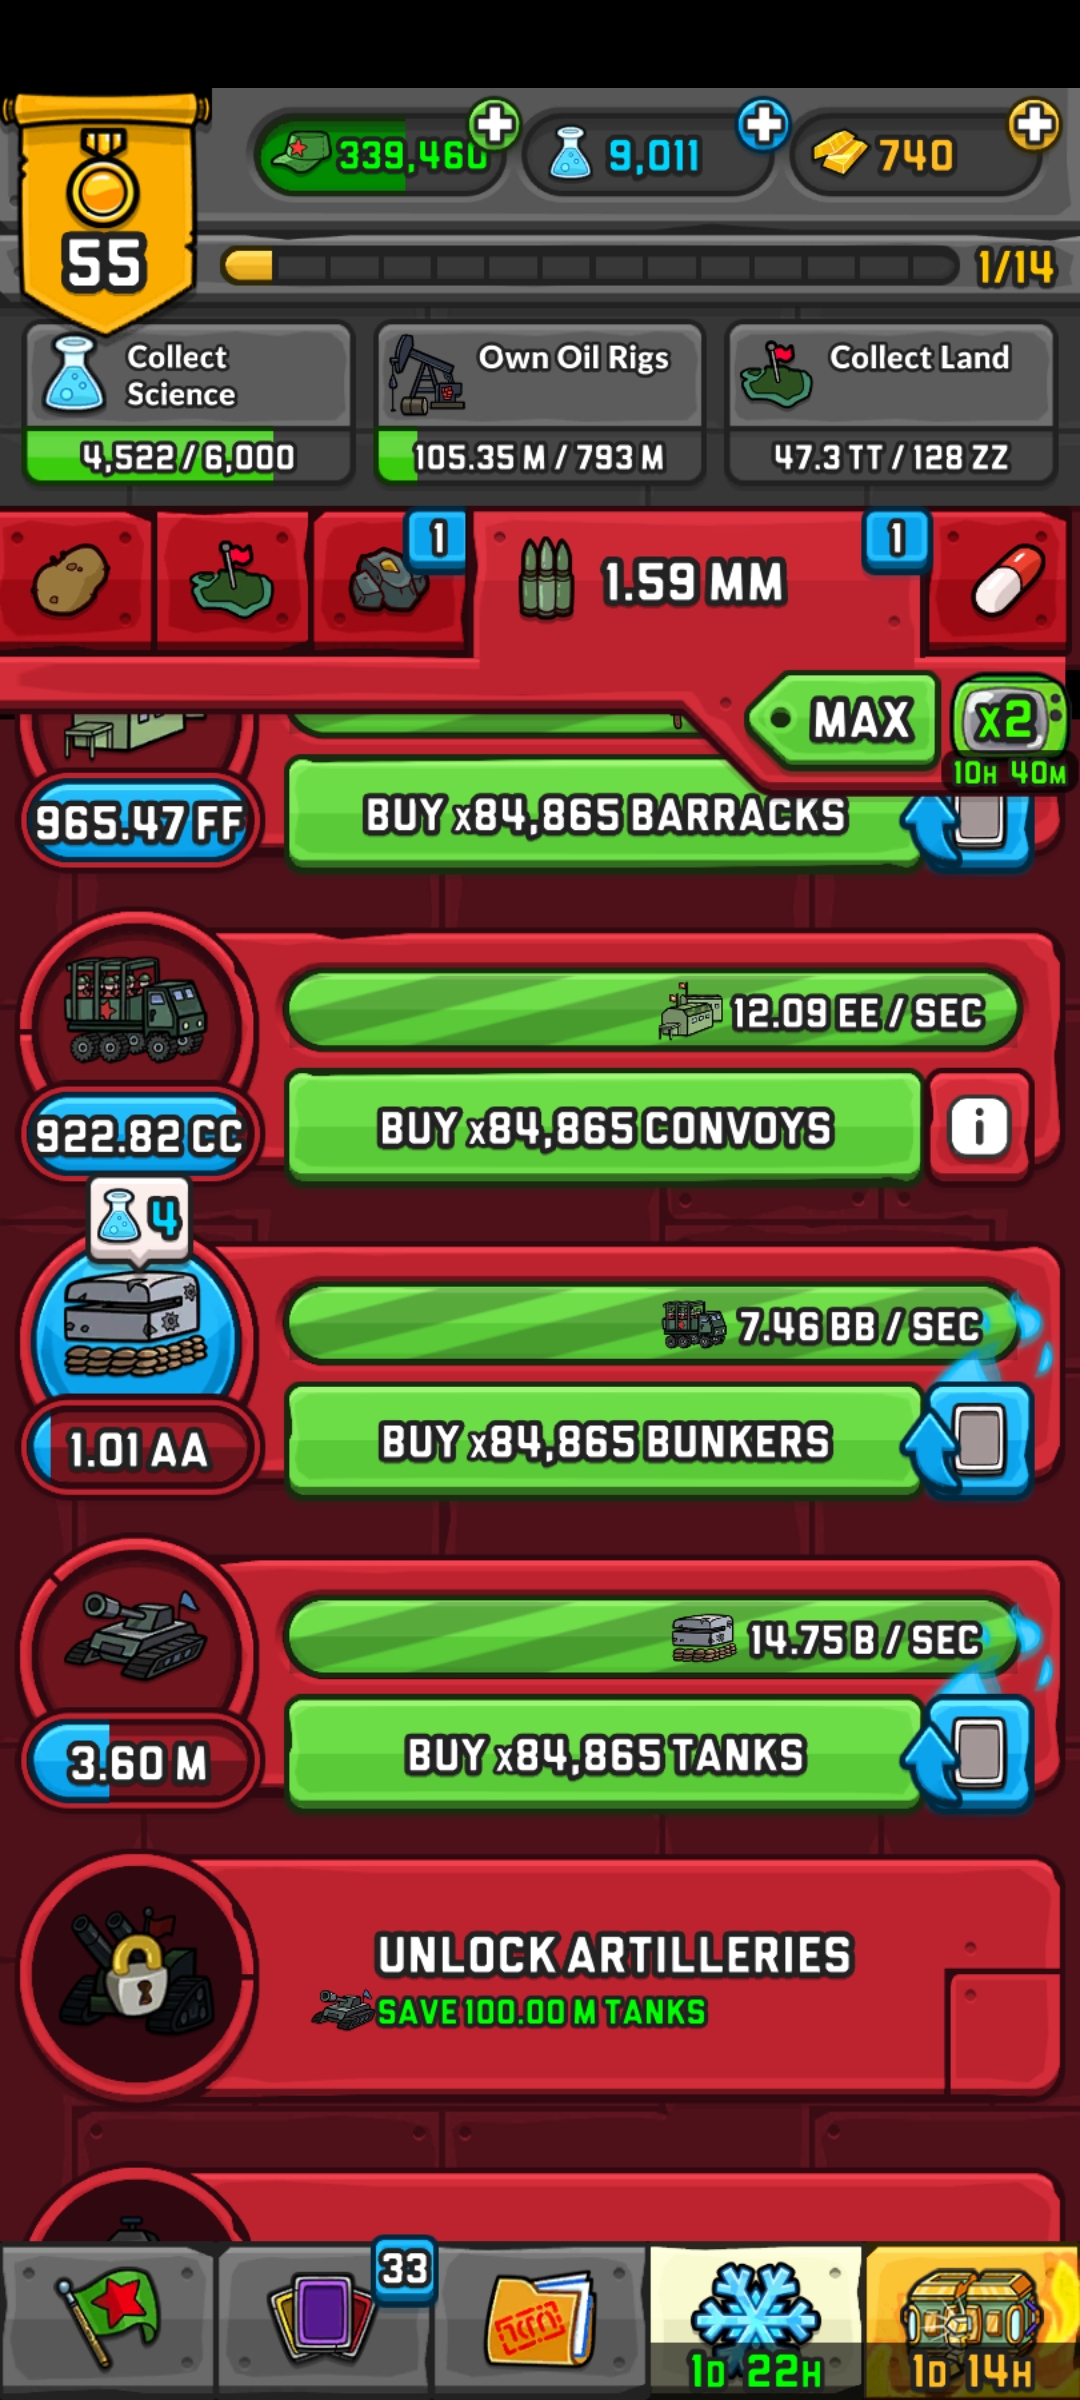 339,460
9,011
740
55
1/14
Collect Science
4,522 / 6,000
Own Oil Rigs
105.35 M / 793 M
Collect Land
47.3 TT / 128 ZZ
1
1.59 MM
1
MAX
x2
10H 40M
965.47 FF
BUY x84,865 BARRACKS
12.09 EE / SEC
922.82 CC
BUY x84,865 CONVOYS
i
4
7.46 BB / SEC
1.01 AA
BUY x84,865 BUNKERS
14.75 B / SEC
3.60 M
BUY x84,865 TANKS
UNLOCK ARTILLERIES
SAVE 100.00 M TANKS
33
1D 22H
1D 14H